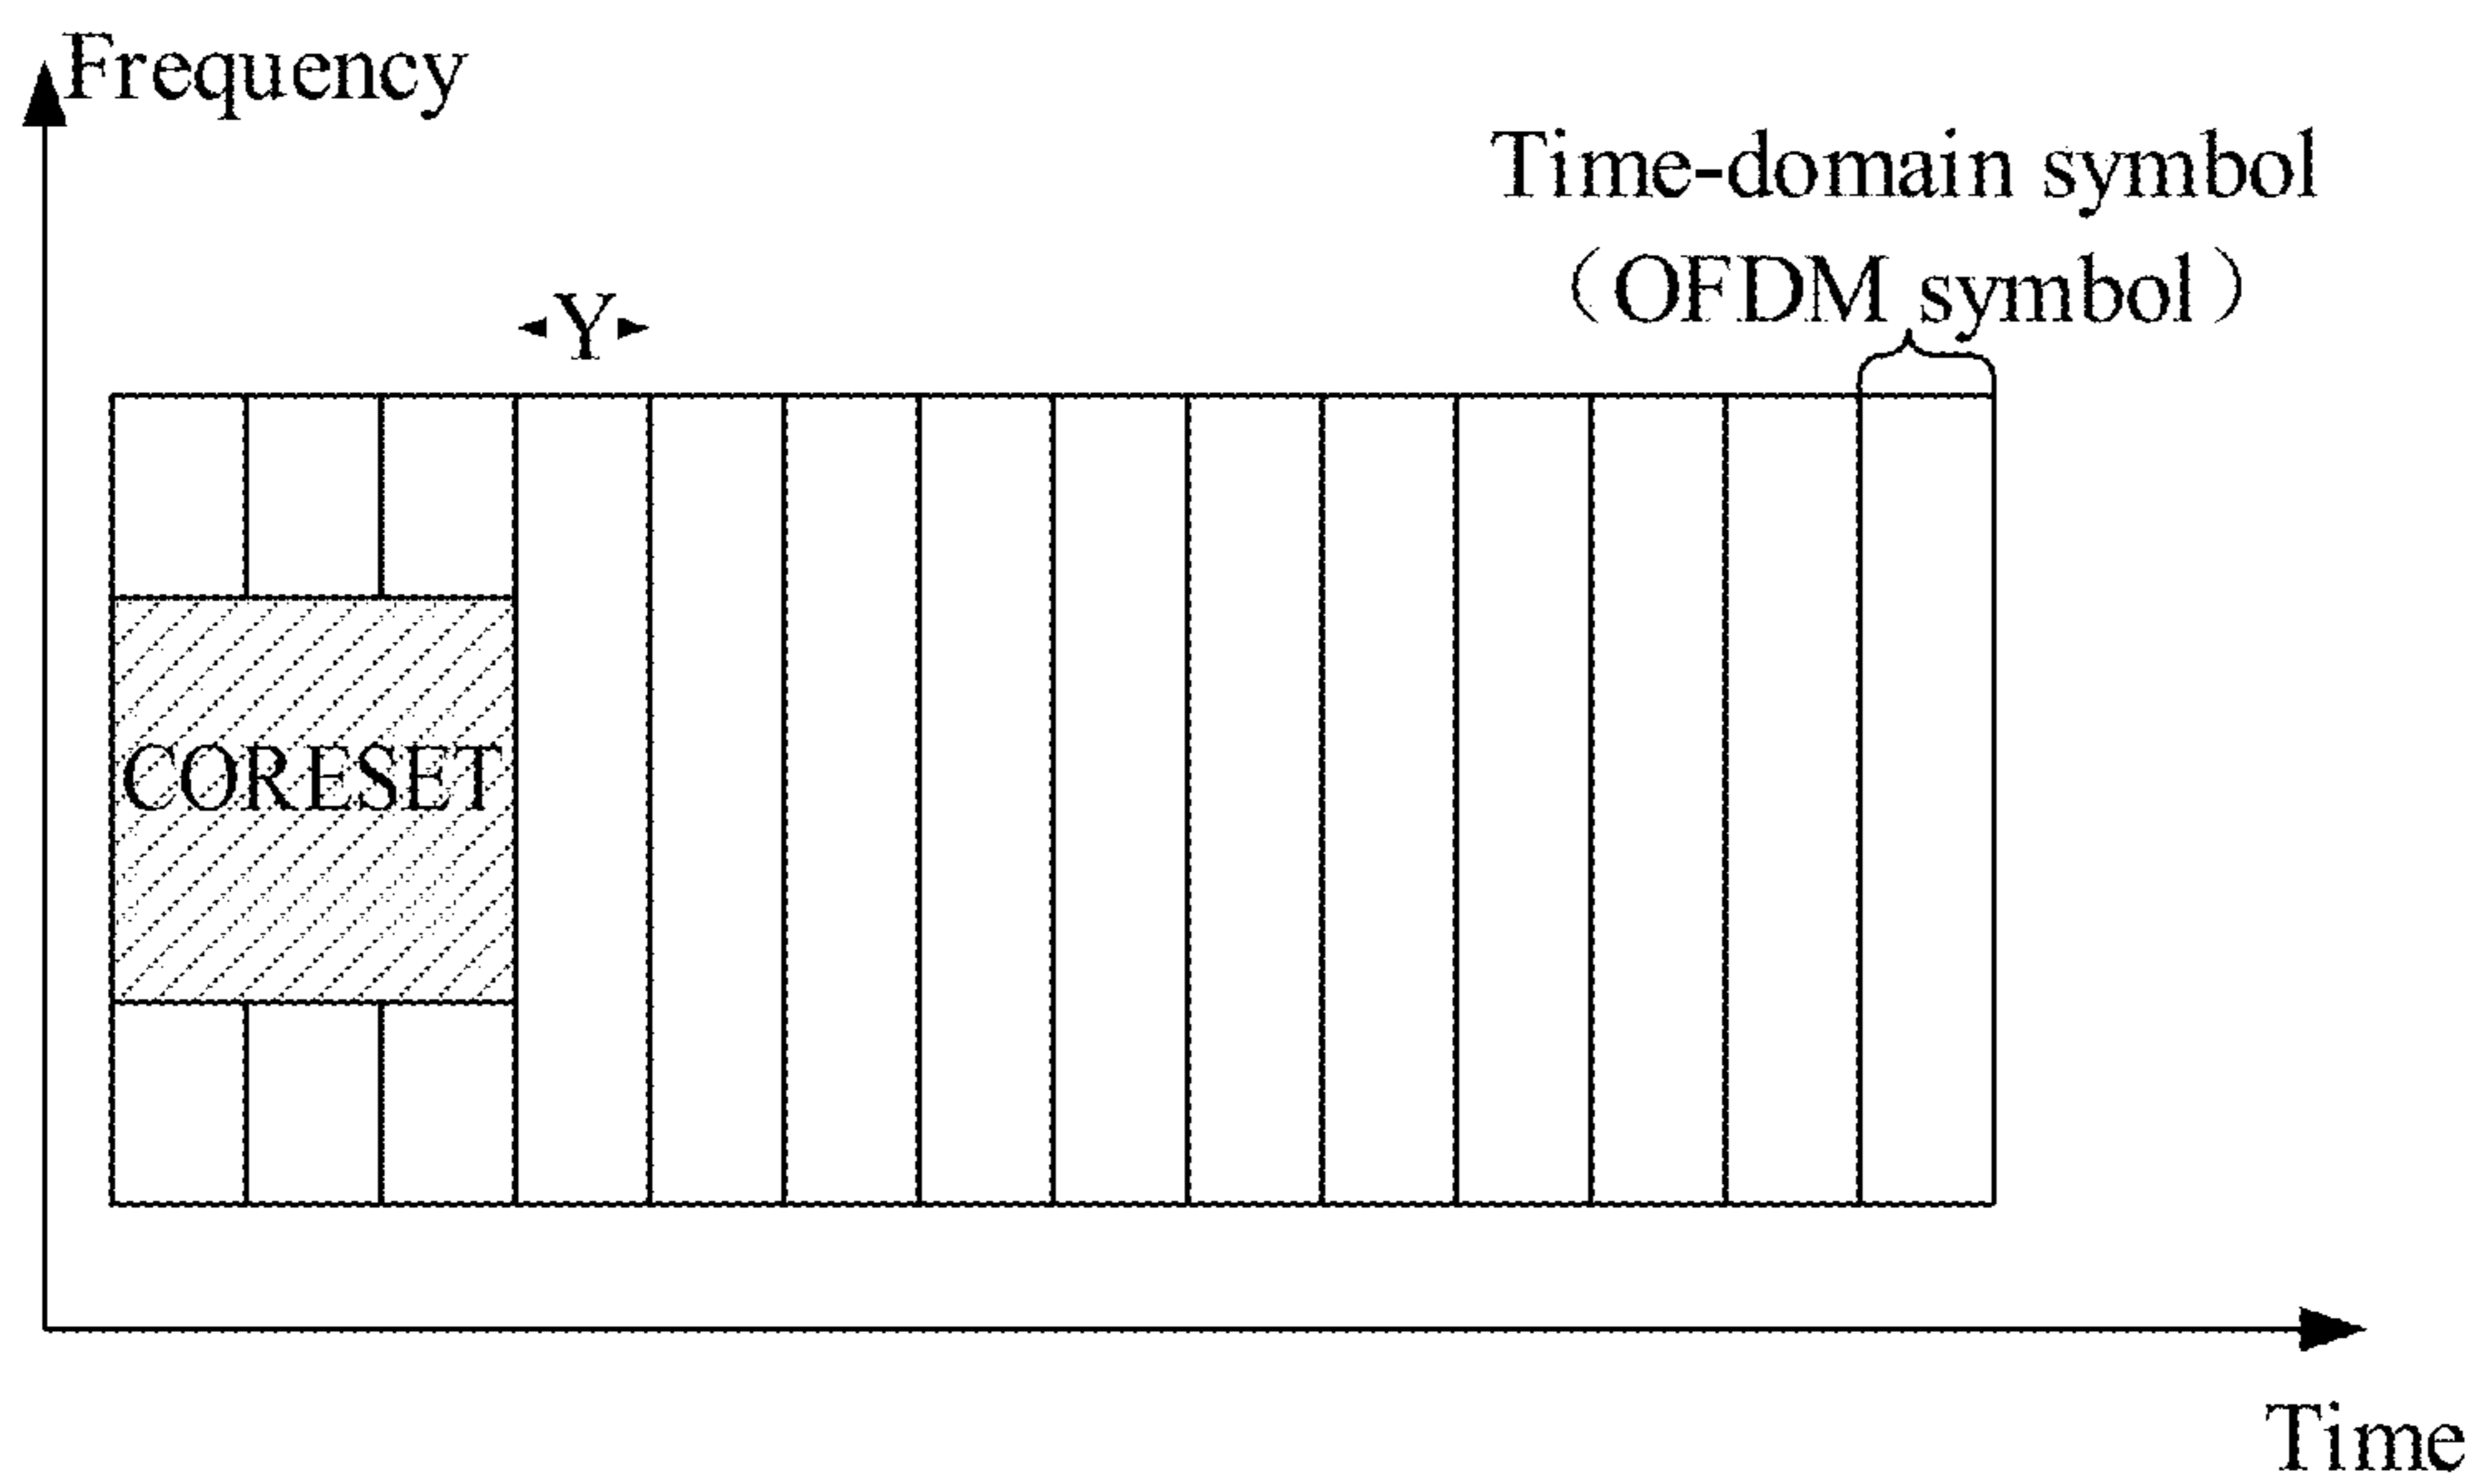 Frequency
Time-domain symbol
（OFDM symbol）
Y
CORESET
Time